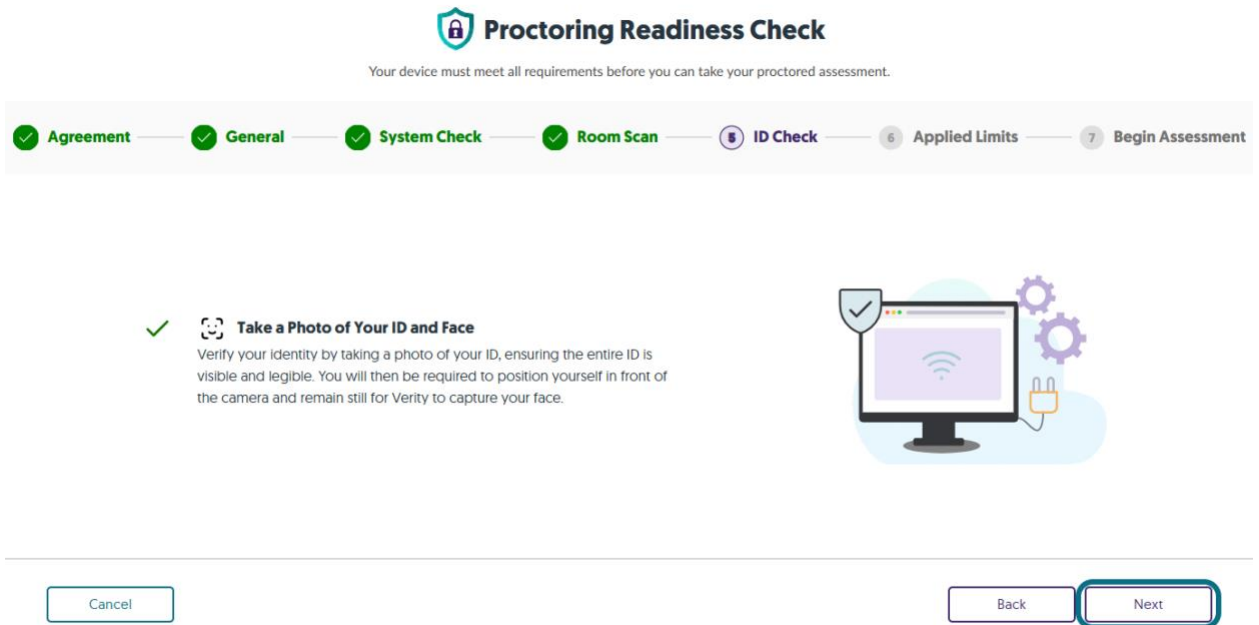 Proctoring Readiness Check
Your device must meet all requirements before you can take your proctored assessment.
Agreement General System Check Room Scan 5 ID Check 6 Applied Limits 7 Begin Assessment
Take a Photo of Your ID and Face
Verify your identity by taking a photo of your ID, ensuring the entire ID is
visible and legible. You will then be required to position yourself in front of
the camera and remain still for Verity to capture your face.
Cancel Back Next